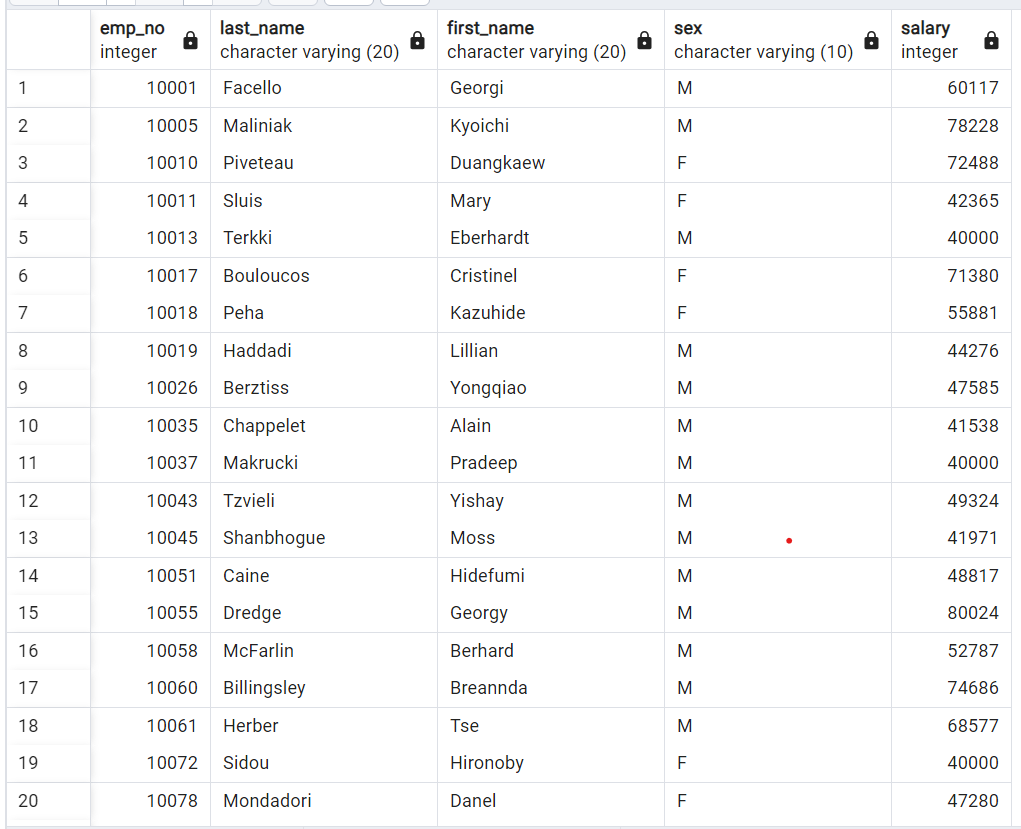 emp_no last_name first_name sex salary
integer character varying (20) character varying (20) character varying (10) integer
1 10001 Facello Georgi M 60117
2 10005 Maliniak Kyoichi M 78228
3 10010 Piveteau Duangkaew F 72488
4 10011 Sluis Mary F 42365
5 10013 Terkki Eberhardt M 40000
6 10017 Bouloucos Cristinel F 71380
7 10018 Peha Kazuhide F 55881
8 10019 Haddadi Lillian M 44276
9 10026 Berztiss Yongqiao M 47585
10 10035 Chappelet Alain M 41538
11 10037 Makrucki Pradeep M 40000
12 10043 Tzvieli Yishay M 49324
13 10045 Shanbhogue Moss M 41971
14 10051 Caine Hidefumi M 48817
15 10055 Dredge Georgy M 80024
16 10058 McFarlin Berhard M 52787
17 10060 Billingsley Breannda M 74686
18 10061 Herber Tse M 68577
19 10072 Sidou Hironoby F 40000
20 10078 Mondadori Danel F 47280